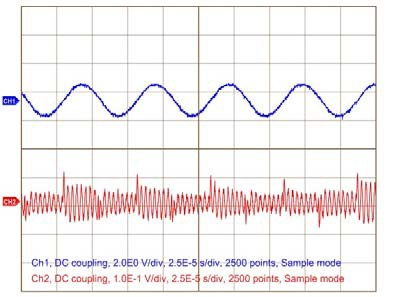 CH1
CH2
Ch1, DC coupling, 2.0E0 V/div, 2.5E-5 s/div, 2500 points, Sample mode
Ch2, DC coupling, 1.0E-1 V/div, 2.5E-5 s/div, 2500 points, Sample mode